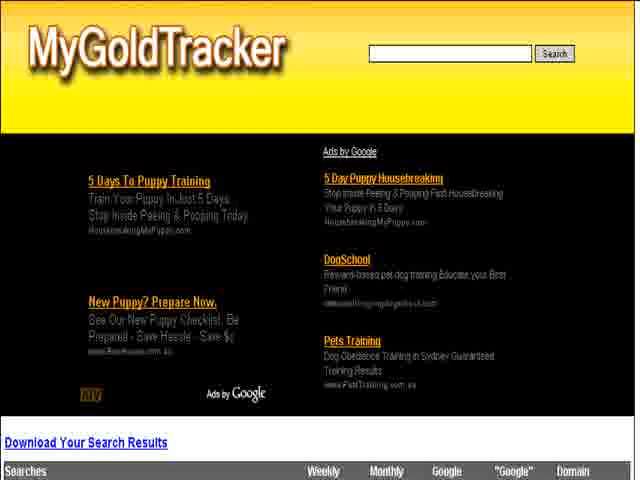 MyGoldTracker
Search
Ads by Google
5 Days To Puppy Training
Train Your Puppy In Just 5 Days.
Stop Inside Peeing & Pooping Today.
HousebreakingMyPuppy.com
New Puppy? Prepare Now.
See Our New Puppy Checklist. Be
Prepared - Save Hassle - Save $c
Ads by Google
5 Day Puppy Housebreaking
Stop Inside Peeing & Pooping Fast Housebreaking
Your Puppy in 5 Days!
HousebreakingMyPuppy.com
DogSchool
Reward-based pet dog training Educate your Best
Friend
Pets Training
Dog Obedience Training in Sydney Guaranteed
Training Results
www.PetsTraining.com.au
Download Your Search Results
Searches Weekly Monthly Google "Google" Domain